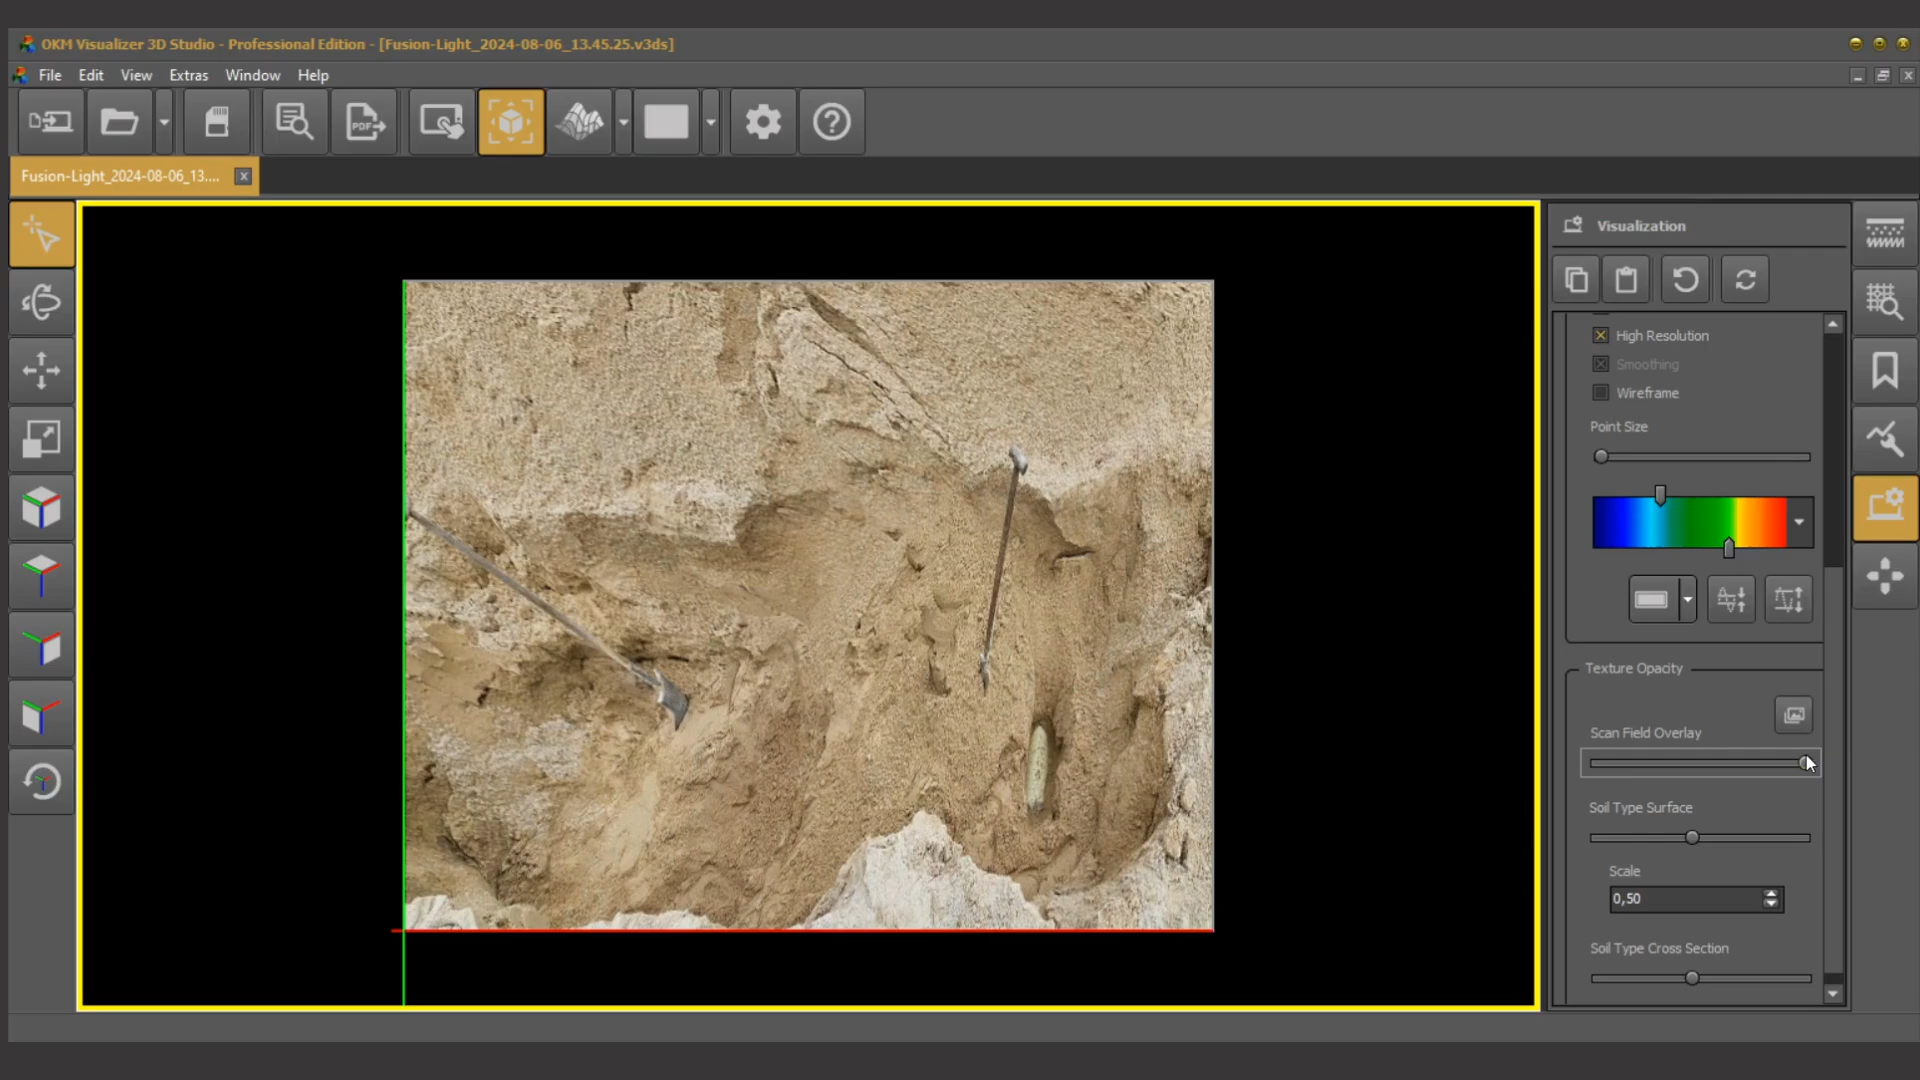 OKM Visualizer 3D Studio - Professional Edition - [Fusion-Light_2024-08-06_13.45.25.v3ds]
File Edit View Extras Window Help
PDF
Fusion-Light_2024-08-06_13....
Visualization
High Resolution
Smoothing
Wireframe
Point Size
Texture Opacity
Scan Field Overlay
Soil Type Surface
Scale
0,50
Soil Type Cross Section